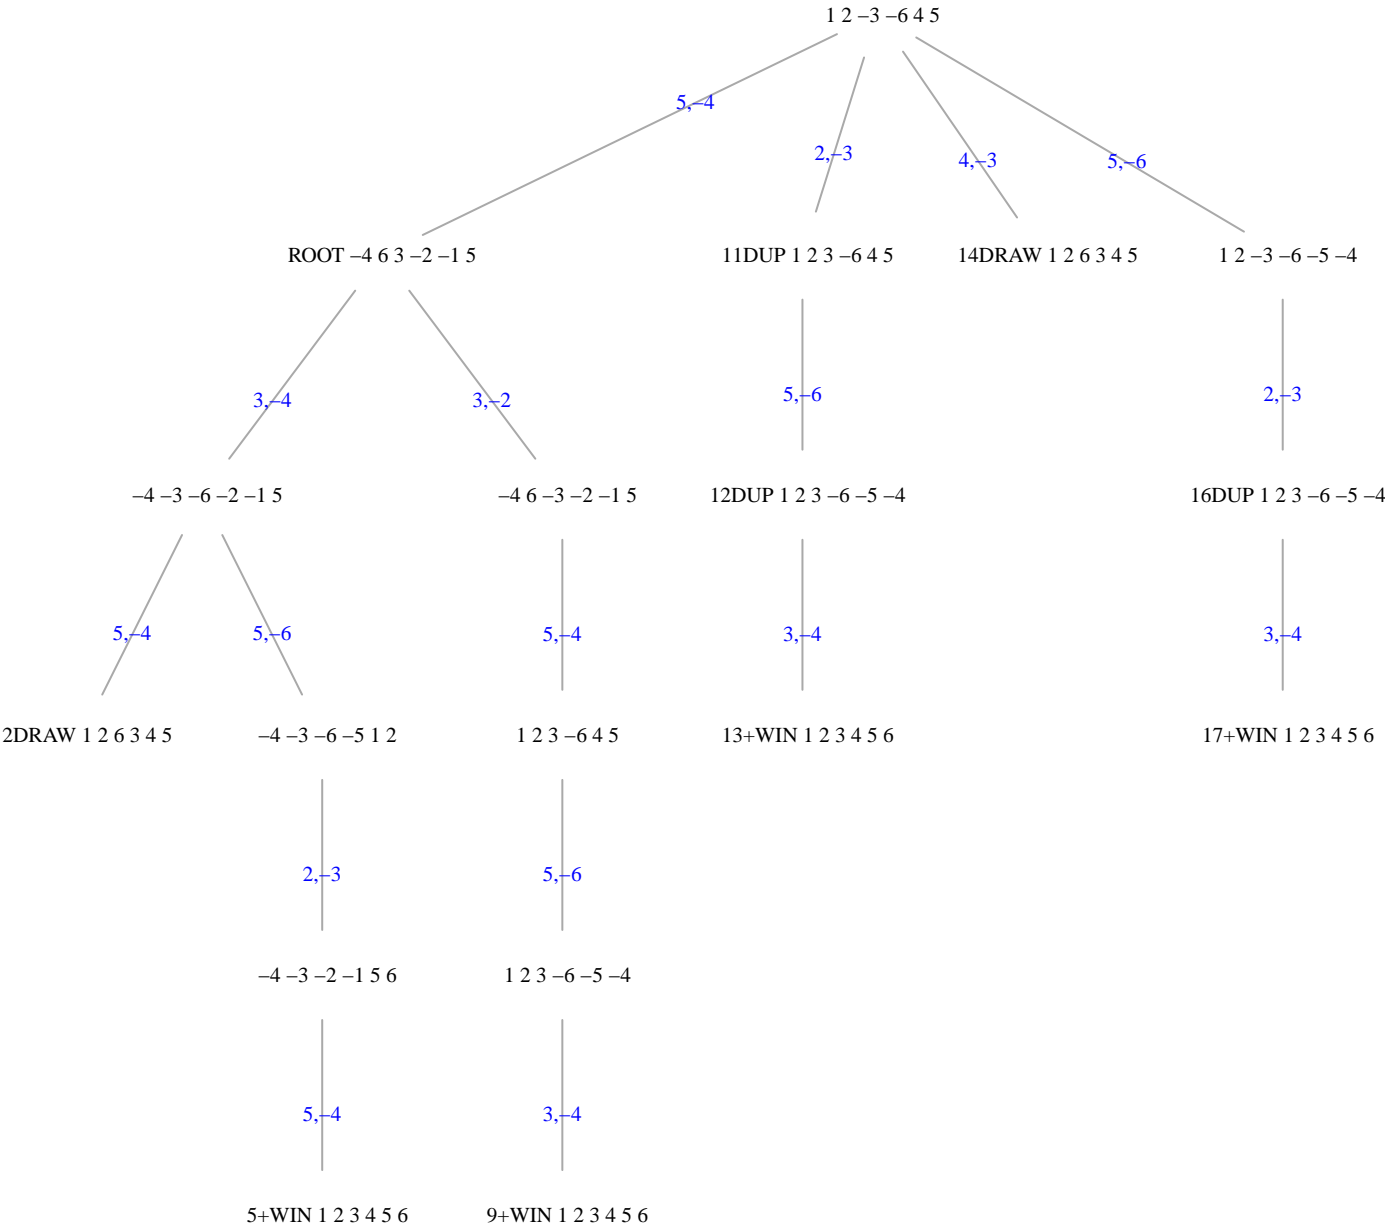 1 2 –3 –6 4 5
5,–4
2,–3
4,–3
5,–6
ROOT –4 6 3 –2 –1 5
11DUP 1 2 3 –6 4 5
14DRAW 1 2 6 3 4 5
1 2 –3 –6 –5 –4
3,–4
3,–2
5,–6
2,–3
–4 –3 –6 –2 –1 5
–4 6 –3 –2 –1 5
12DUP 1 2 3 –6 –5 –4
16DUP 1 2 3 –6 –5 –4
5,–4
5,–6
5,–4
3,–4
3,–4
2DRAW 1 2 6 3 4 5
–4 –3 –6 –5 1 2
1 2 3 –6 4 5
13+WIN 1 2 3 4 5 6
17+WIN 1 2 3 4 5 6
2,–3
5,–6
–4 –3 –2 –1 5 6
1 2 3 –6 –5 –4
5,–4
3,–4
5+WIN 1 2 3 4 5 6
9+WIN 1 2 3 4 5 6